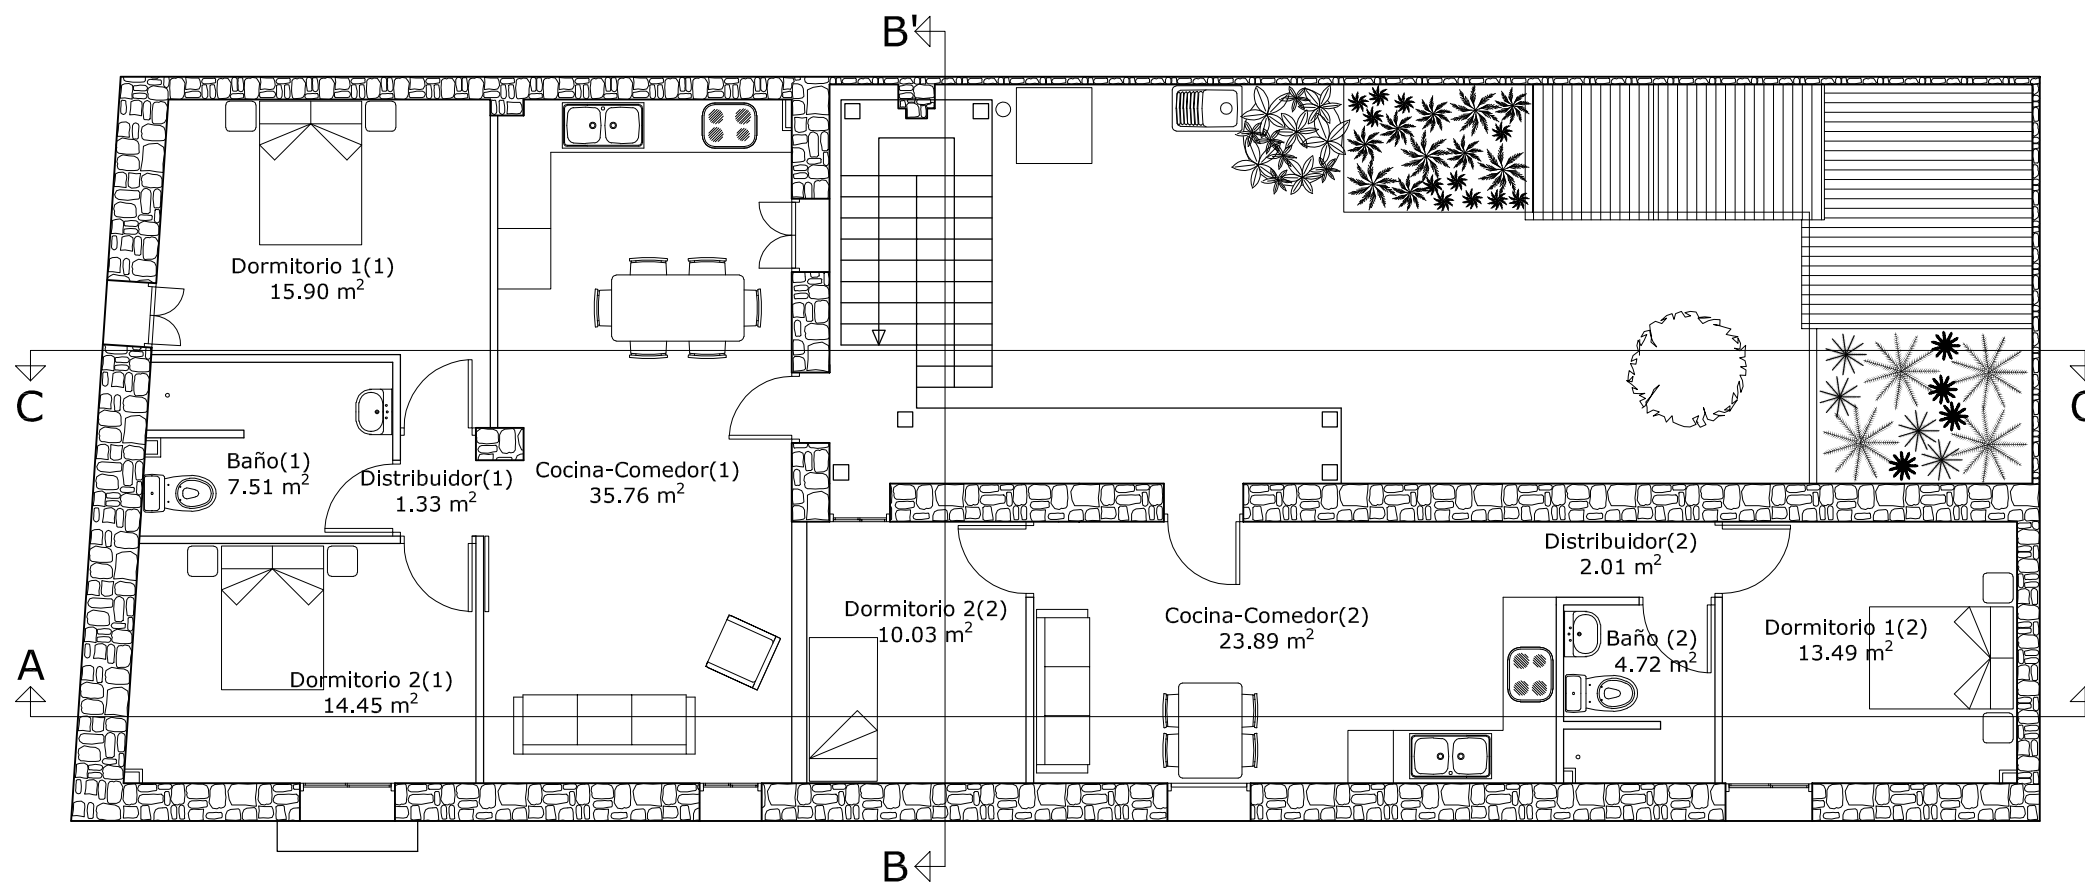 B'
Dormitorio 1(1)
15.90 m²
C
C
Baño(1)
7.51 m²
Distribuidor(1)
1.33 m²
Cocina-Comedor(1)
35.76 m²
Distribuidor(2)
2.01 m²
Dormitorio 2(2)
10.03 m²
Cocina-Comedor(2)
23.89 m²
Baño (2)
4.72 m²
Dormitorio 1(2)
13.49 m²
A
Dormitorio 2(1)
14.45 m²
B